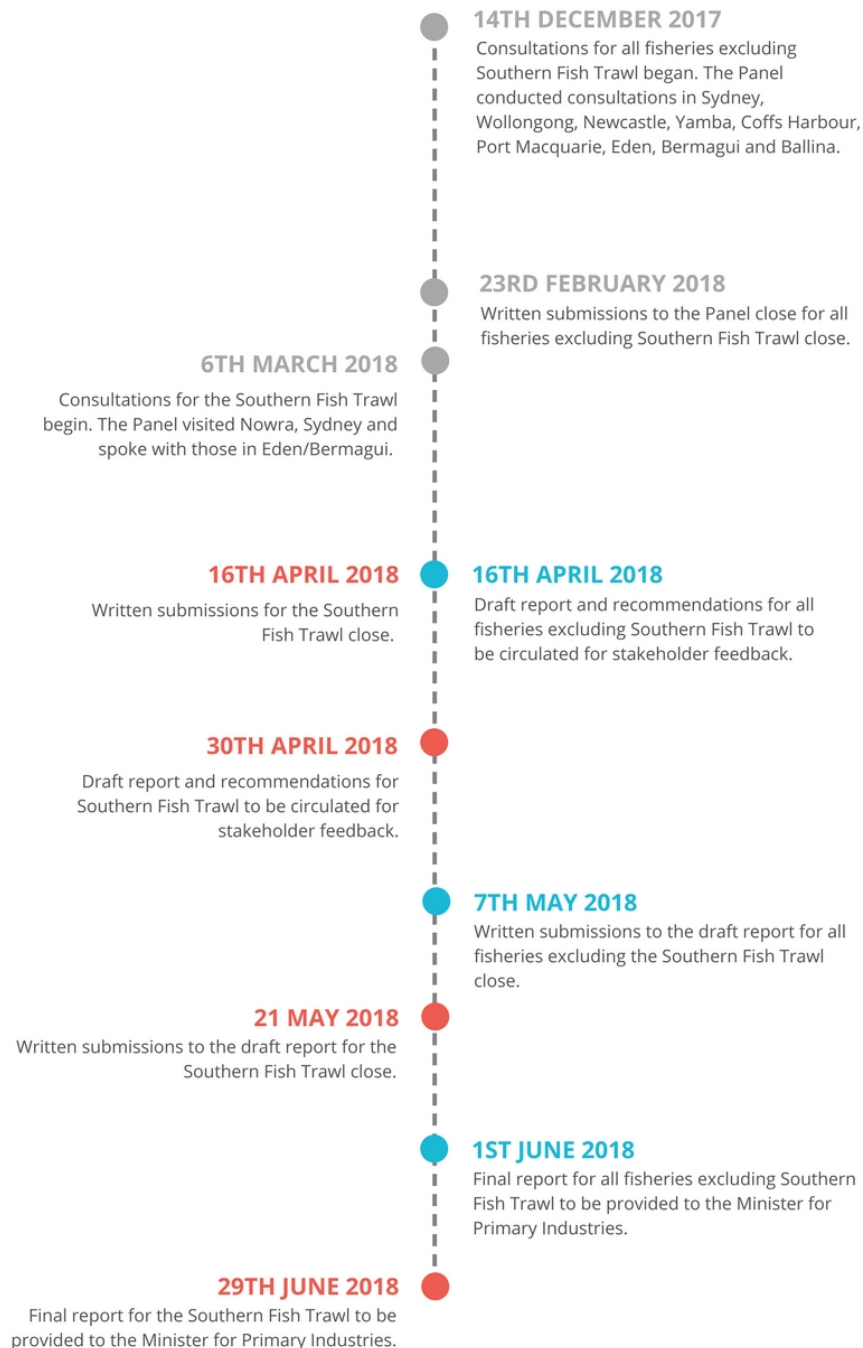 14TH DECEMBER 2017
Consultations for all fisheries excluding
Southern Fish Trawl began. The Panel
conducted consultations in Sydney,
Wollongong, Newcastle, Yamba, Coffs Harbour,
Port Macquarie, Eden, Bermagui and Ballina.
23RD FEBRUARY 2018
Written submissions to the Panel close for all
fisheries excluding Southern Fish Trawl close.
6TH MARCH 2018
Consultations for the Southern Fish Trawl
begin. The Panel visited Nowra, Sydney and
spoke with those in Eden/Bermagui.
16TH APRIL 2018
Written submissions for the Southern
Fish Trawl close.
16TH APRIL 2018
Draft report and recommendations for all
fisheries excluding Southern Fish Trawl to
be circulated for stakeholder feedback.
30TH APRIL 2018
Draft report and recommendations for
Southern Fish Trawl to be circulated for
stakeholder feedback.
7TH MAY 2018
Written submissions to the draft report for all
fisheries excluding the Southern Fish Trawl
close.
21 MAY 2018
Written submissions to the draft report for the
Southern Fish Trawl close.
1ST JUNE 2018
Final report for all fisheries excluding Southern
Fish Trawl to be provided to the Minister for
Primary Industries.
29TH JUNE 2018
Final report for the Southern Fish Trawl to be
provided to the Minister for Primary Industries.